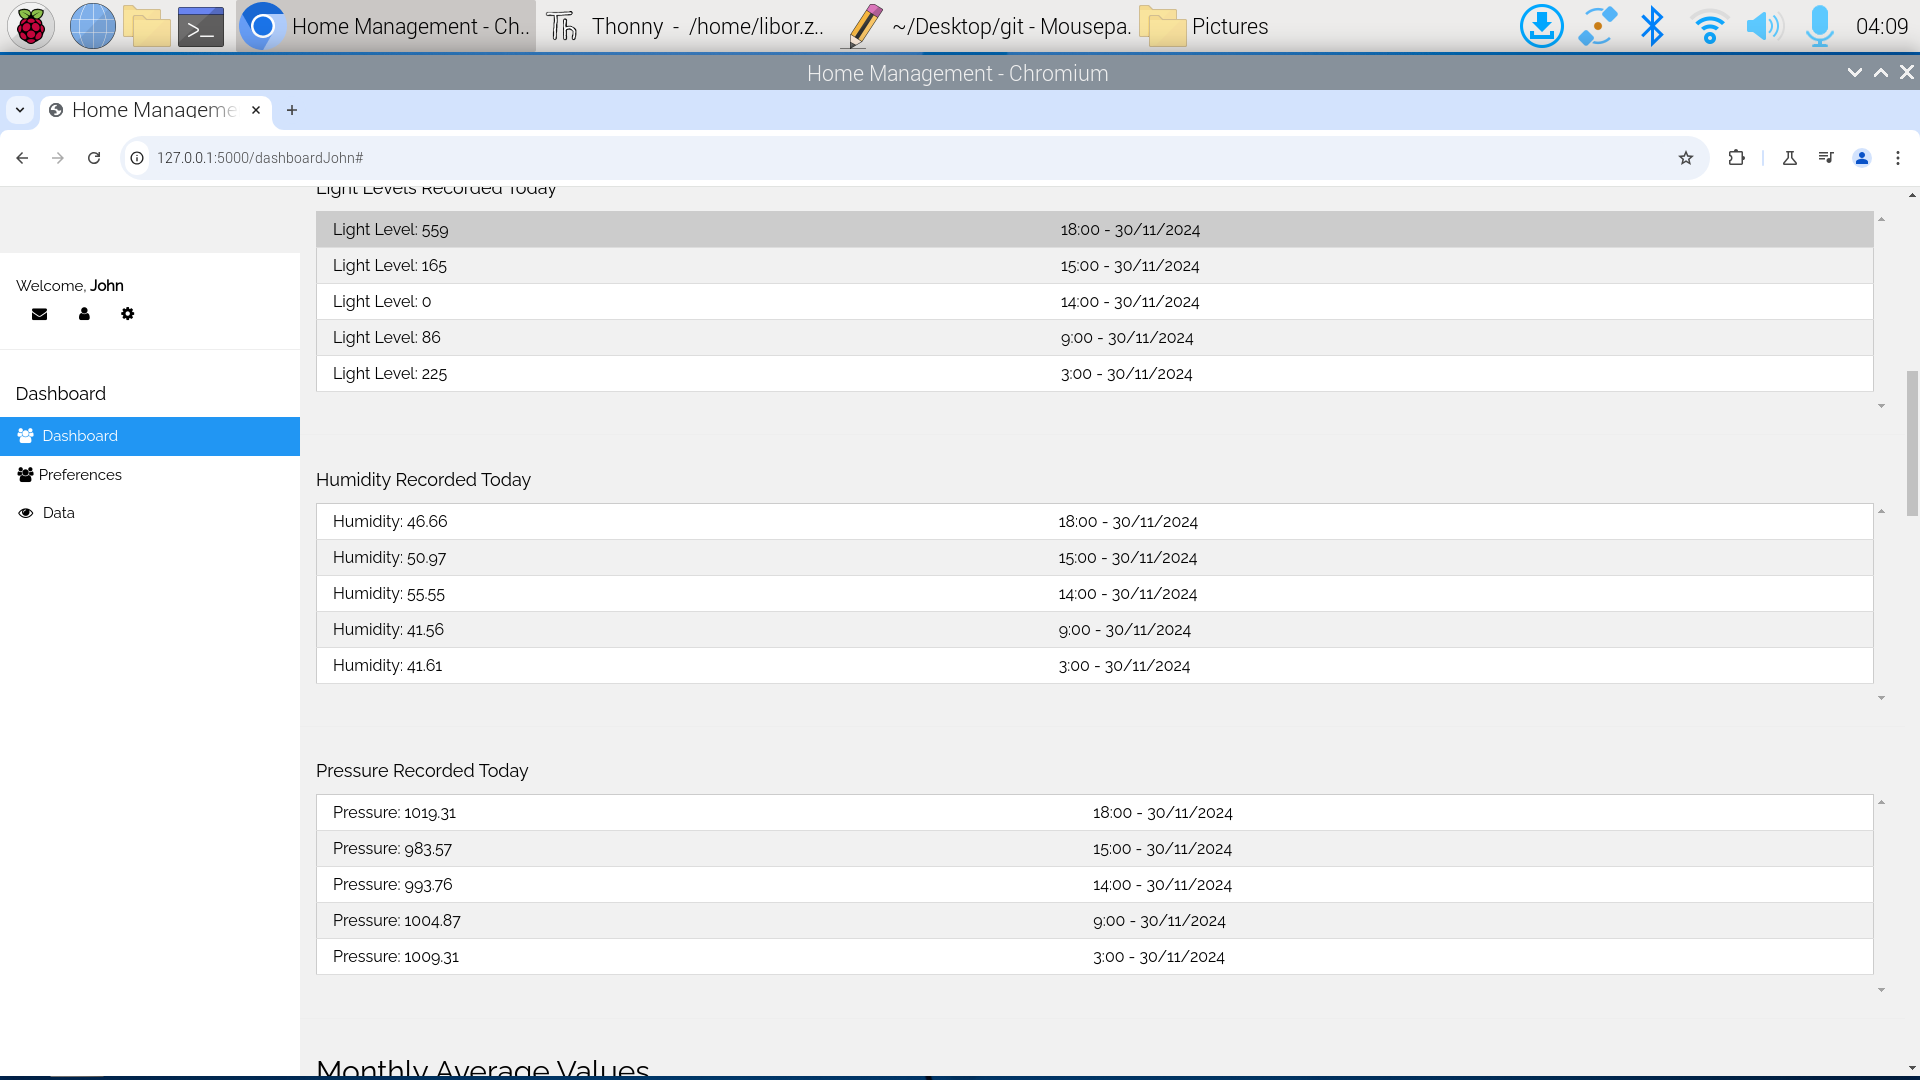 Home Management - Ch..
Thonny - /home/libor.z..
~/Desktop/git - Mousepa.
Pictures
04:09
Home Management - Chromium
Home Manageme
127.0.0.1:5000/dashboardJohn#
Light Levels Recorded Today
Light Level: 559 18:00 - 30/11/2024
Light Level: 165 15:00 - 30/11/2024
Light Level: 0 14:00 - 30/11/2024
Light Level: 86 9:00 - 30/11/2024
Light Level: 225 3:00 - 30/11/2024
Welcome, John
Dashboard
Dashboard
Preferences
Data
Humidity Recorded Today
Humidity: 46.66 18:00 - 30/11/2024
Humidity: 50.97 15:00 - 30/11/2024
Humidity: 55.55 14:00 - 30/11/2024
Humidity: 41.56 9:00 - 30/11/2024
Humidity: 41.61 3:00 - 30/11/2024
Pressure Recorded Today
Pressure: 1019.31 18:00 - 30/11/2024
Pressure: 983.57 15:00 - 30/11/2024
Pressure: 993.76 14:00 - 30/11/2024
Pressure: 1004.87 9:00 - 30/11/2024
Pressure: 1009.31 3:00 - 30/11/2024
Monthly Average Values